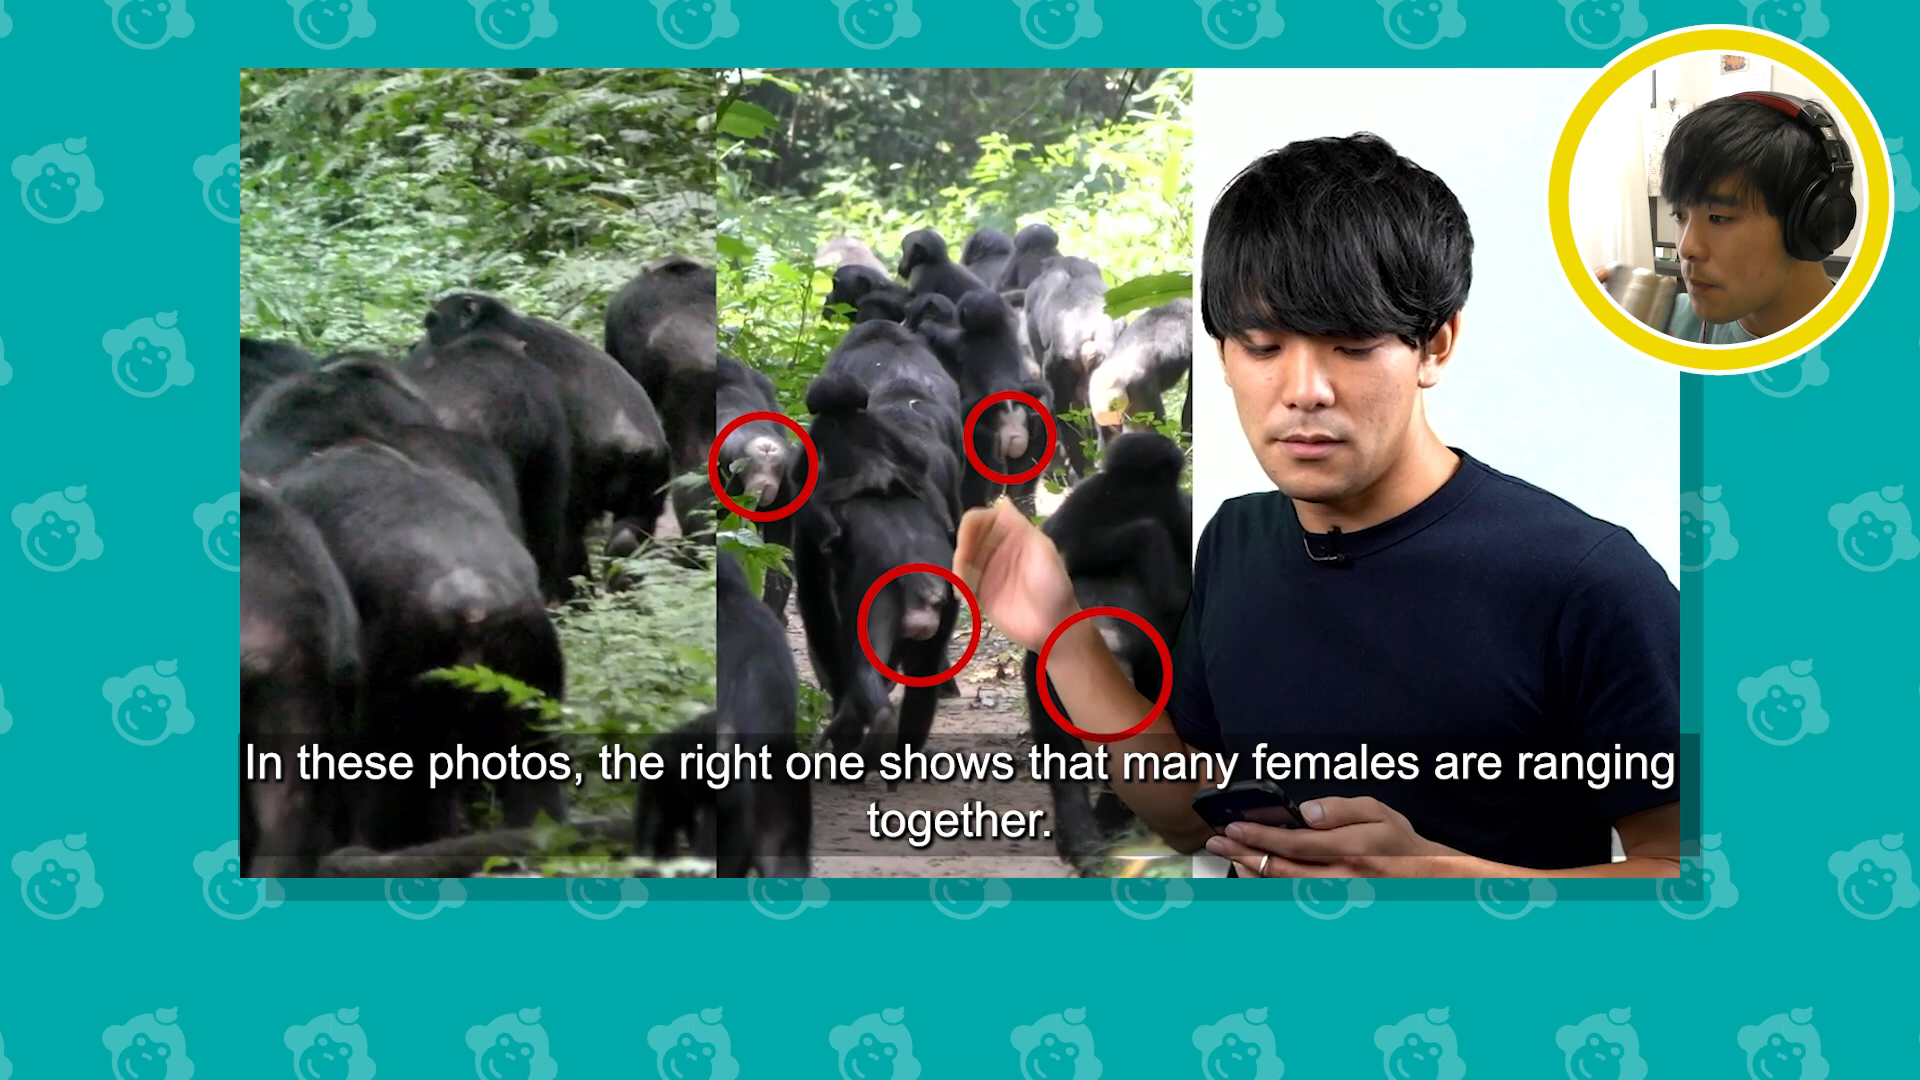 In these photos, the right one shows that many females are ranging
together.